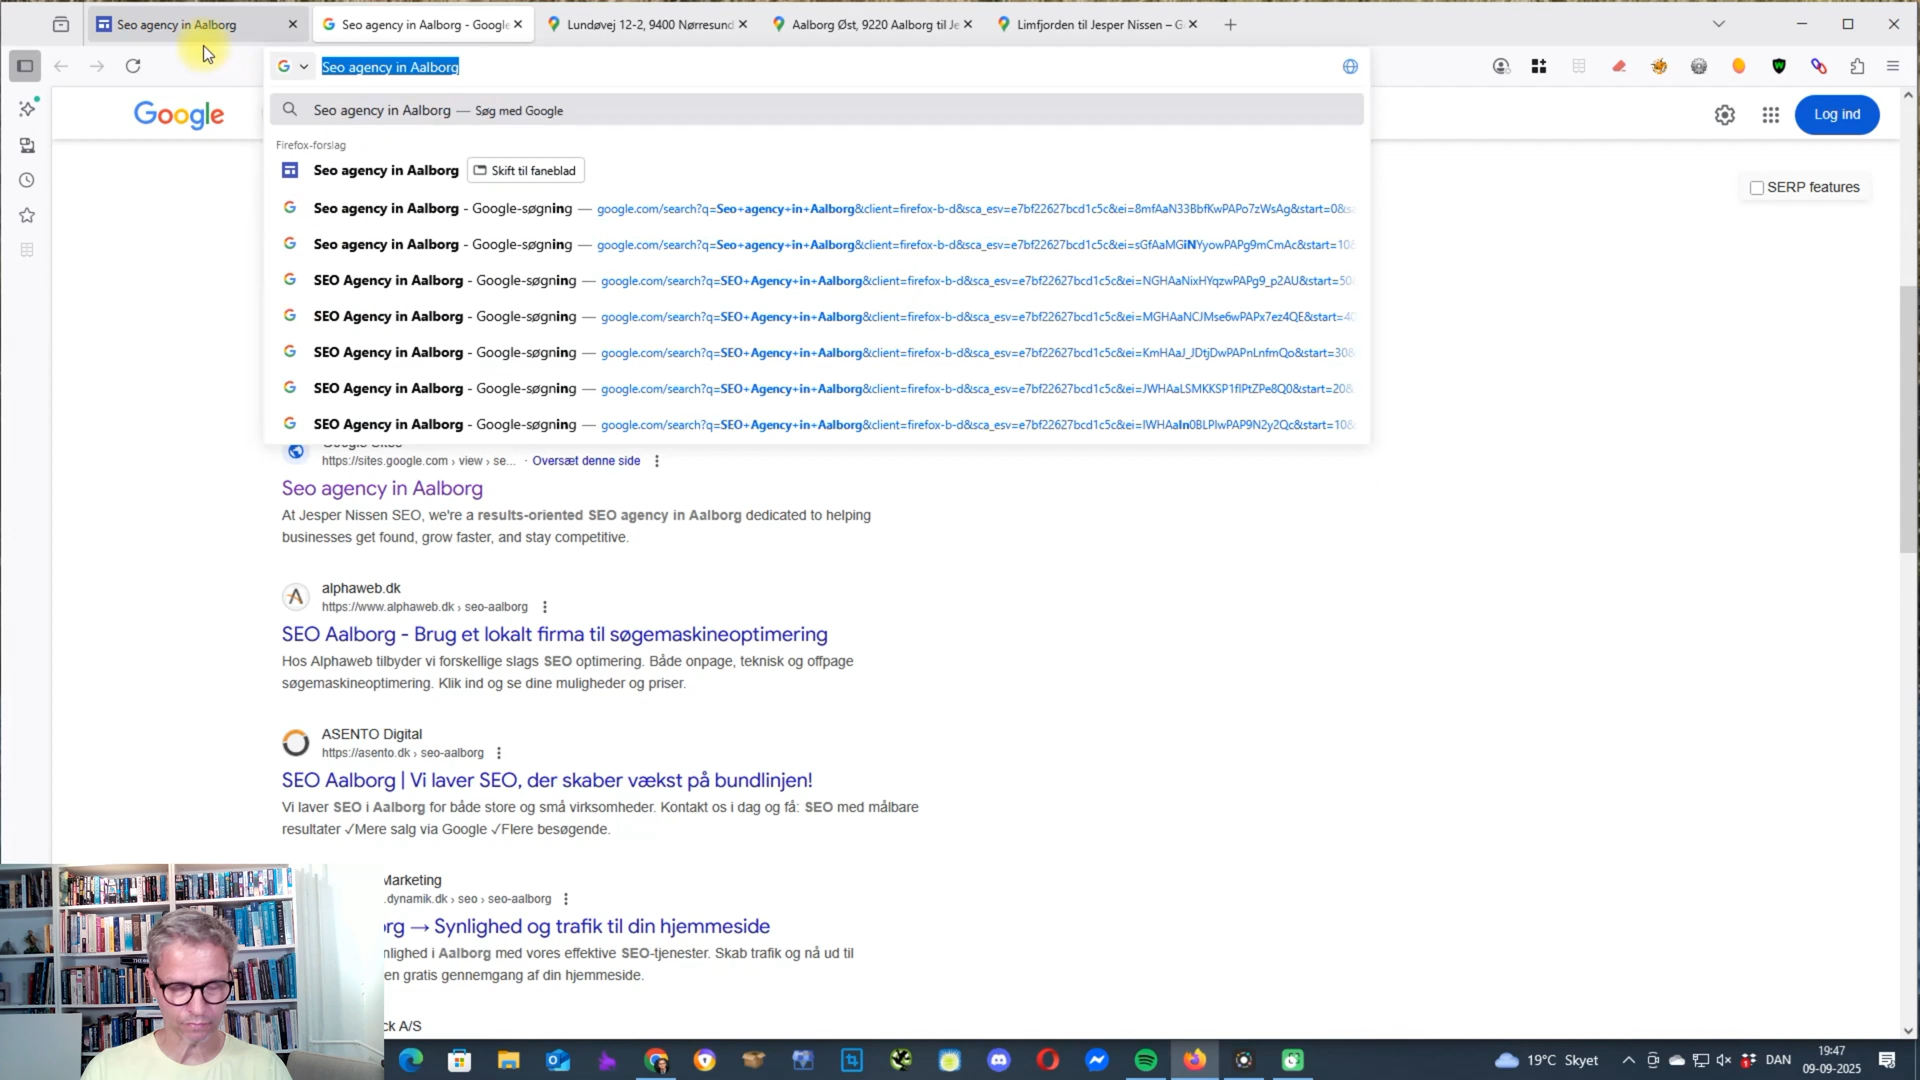 Seo agency in Aalborg
Seo agency in Aalborg - Google
Lundøvej 12-2, 9400 Nørresund
Aalborg Øst, 9220 Aalborg til Je
Limfjorden til Jesper Nissen – G
Seo agency in Aalborg
Google
Log ind
Seo agency in Aalborg — Søg med Google
Firefox-forslag
Seo agency in Aalborg Skift til faneblad
SERP features
Seo agency in Aalborg - Google-søgning — google.com/search?q=Seo+agency+in+Aalborg&client=firefox-b-d&sca_esv=e7bf22627bcd1c5c&ei=8mfAaN33BbfKwPAPo7zWsAg&start=0&s
Seo agency in Aalborg - Google-søgning — google.com/search?q=Seo+agency+in+Aalborg&client=firefox-b-d&sca_esv=e7bf22627bcd1c5c&ei=sGfAaMGiNYyowPAPg9mCmAc&start=10&
SEO Agency in Aalborg - Google-søgning — google.com/search?q=SEO+Agency+in+Aalborg&client=firefox-b-d&sca_esv=e7bf22627bcd1c5c&ei=NGHAaNixHYqzwPAPg9_p2AU&start=50
SEO Agency in Aalborg - Google-søgning — google.com/search?q=SEO+Agency+in+Aalborg&client=firefox-b-d&sca_esv=e7bf22627bcd1c5c&ei=MGHAaNCJMse6wPAPx7ez4QE&start=40
SEO Agency in Aalborg - Google-søgning — google.com/search?q=SEO+Agency+in+Aalborg&client=firefox-b-d&sca_esv=e7bf22627bcd1c5c&ei=KmHAaJ_JDtjDwPAPnLnfmQo&start=30&
SEO Agency in Aalborg - Google-søgning — google.com/search?q=SEO+Agency+in+Aalborg&client=firefox-b-d&sca_esv=e7bf22627bcd1c5c&ei=JWHAaLSMKKSP1fIPtZPe8Q0&start=20&
SEO Agency in Aalborg - Google-søgning — google.com/search?q=SEO+Agency+in+Aalborg&client=firefox-b-d&sca_esv=e7bf22627bcd1c5c&ei=IWHAaIn0BLPlwPAP9N2y2Qc&start=10&
Google Sites
https://sites.google.com › view › se... · Oversæt denne side
Seo agency in Aalborg
At Jesper Nissen SEO, we're a results-oriented SEO agency in Aalborg dedicated to helping
businesses get found, grow faster, and stay competitive.
alphaweb.dk
https://www.alphaweb.dk › seo-aalborg
SEO Aalborg - Brug et lokalt firma til søgemaskineoptimering
Hos Alphaweb tilbyder vi forskellige slags SEO optimering. Både onpage, teknisk og offpage
søgemaskineoptimering. Klik ind og se dine muligheder og priser.
ASENTO Digital
https://asento.dk › seo-aalborg
SEO Aalborg | Vi laver SEO, der skaber vækst på bundlinjen!
Vi laver SEO i Aalborg for både store og små virksomheder. Kontakt os i dag og få: SEO med målbare
resultater ✓Mere salg via Google ✓Flere besøgende.
Marketing
.dynamik.dk › seo › seo-aalborg
rg → Synlighed og trafik til din hjemmeside
nlighed i Aalborg med vores effektive SEO-tjenester. Skab trafik og nå ud til
en gratis gennemgang af din hjemmeside.
ck A/S
19°C Skyet
DAN
19:47
09-09-2025